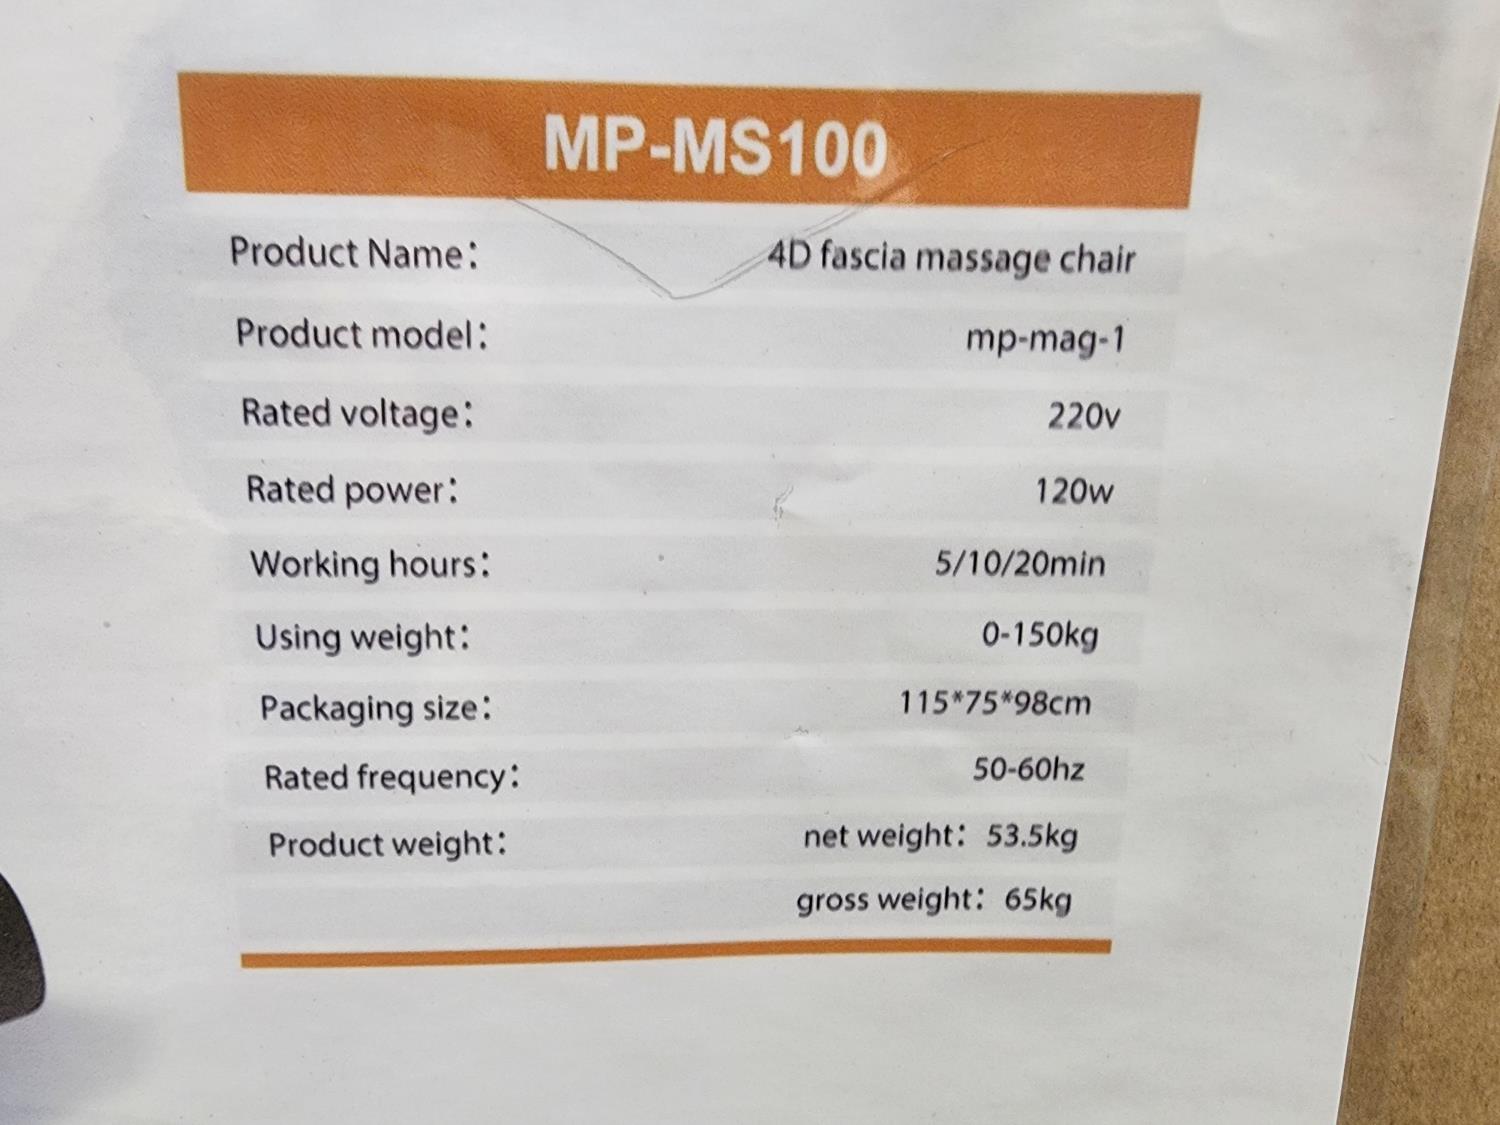 MP-MS100
Product Name: 4D fascia massage chair
Product model: mp-mag-1
Rated voltage: 220v
Rated power: 120w
Working hours: 5/10/20min
Using weight: 0-150kg
Packaging size: 115*75*98cm
Rated frequency: 50-60hz
Product weight: net weight: 53.5kg
gross weight: 65kg